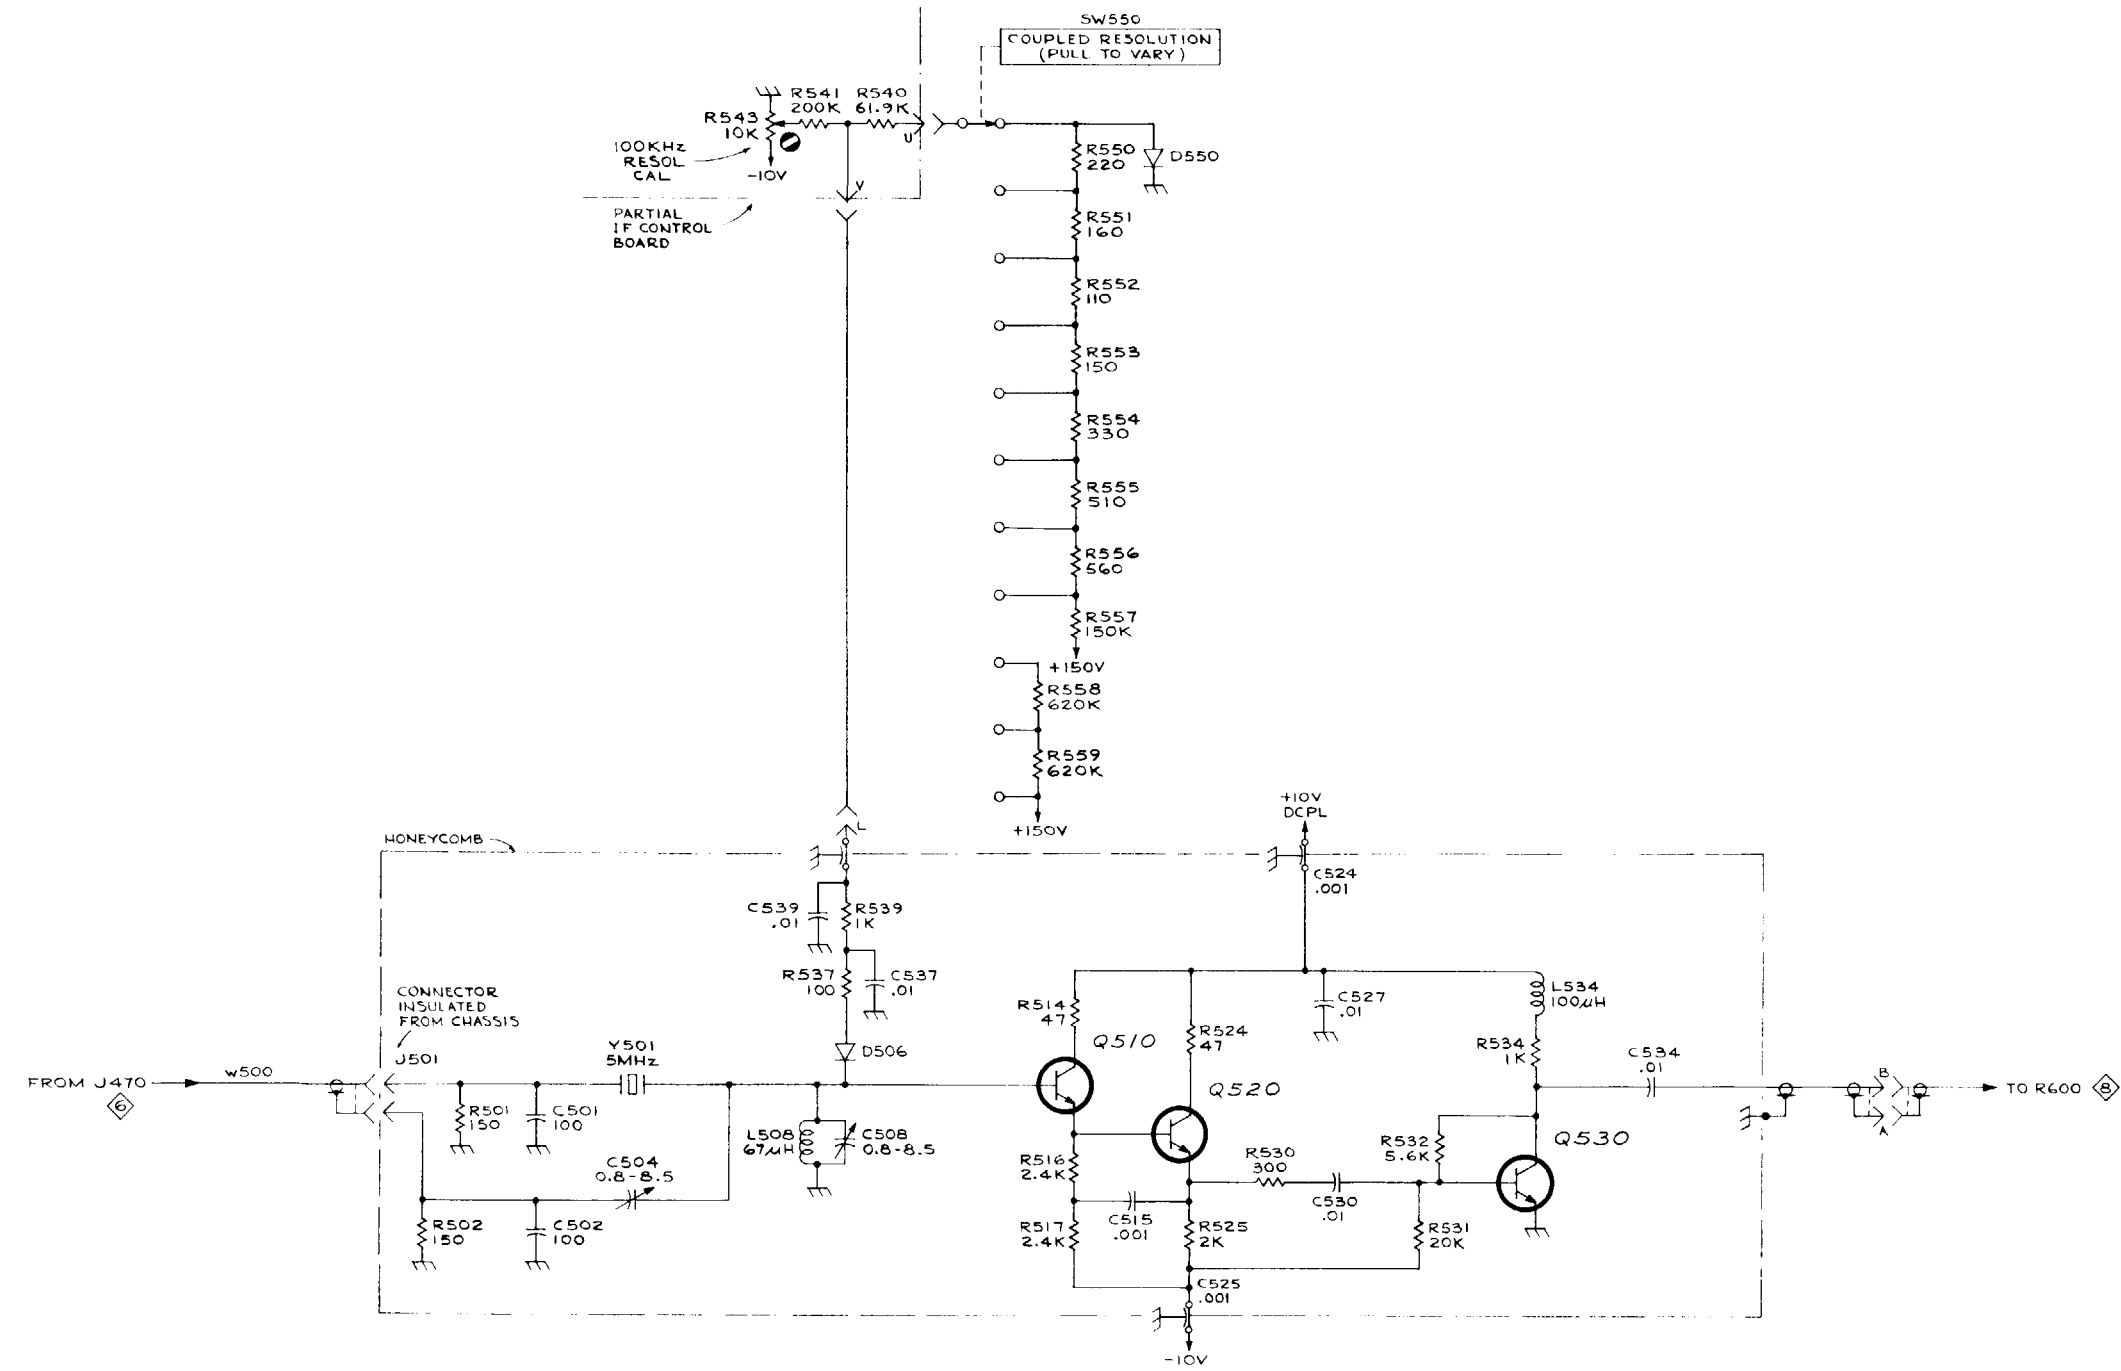 SW550
COUPLED RESOLUTION
(PULL TO VARY)
R541
200K
R540
61.9K
R543
10K
U
100KHz
RESOL
CAL
-10V
V
PARTIAL
IF CONTROL
BOARD
R550
220
D550
R551
160
R552
110
R553
150
R554
330
R555
510
R556
560
R557
150K
+150V
R558
620K
R559
620K
+150V
+10V
DCPL
L
HONEYCOMB
C524
.001
C539
.01
R539
1K
R537
100
C537
.01
CONNECTOR
INSULATED
FROM CHASSIS
R514
47
Q510
R524
47
C527
.01
L534
100µH
R534
1K
C534
.01
J501
Y501
5MHz
D506
FROM J470
6
W500
Q520
B
TO R600
8
A
R501
150
C501
100
L508
67µH
C508
0.8-8.5
C504
0.8-8.5
R516
2.4K
R530
300
R532
5.6K
Q530
C530
.01
R502
150
C502
100
R517
2.4K
C515
.001
R525
2K
R531
20K
C525
.001
-10V